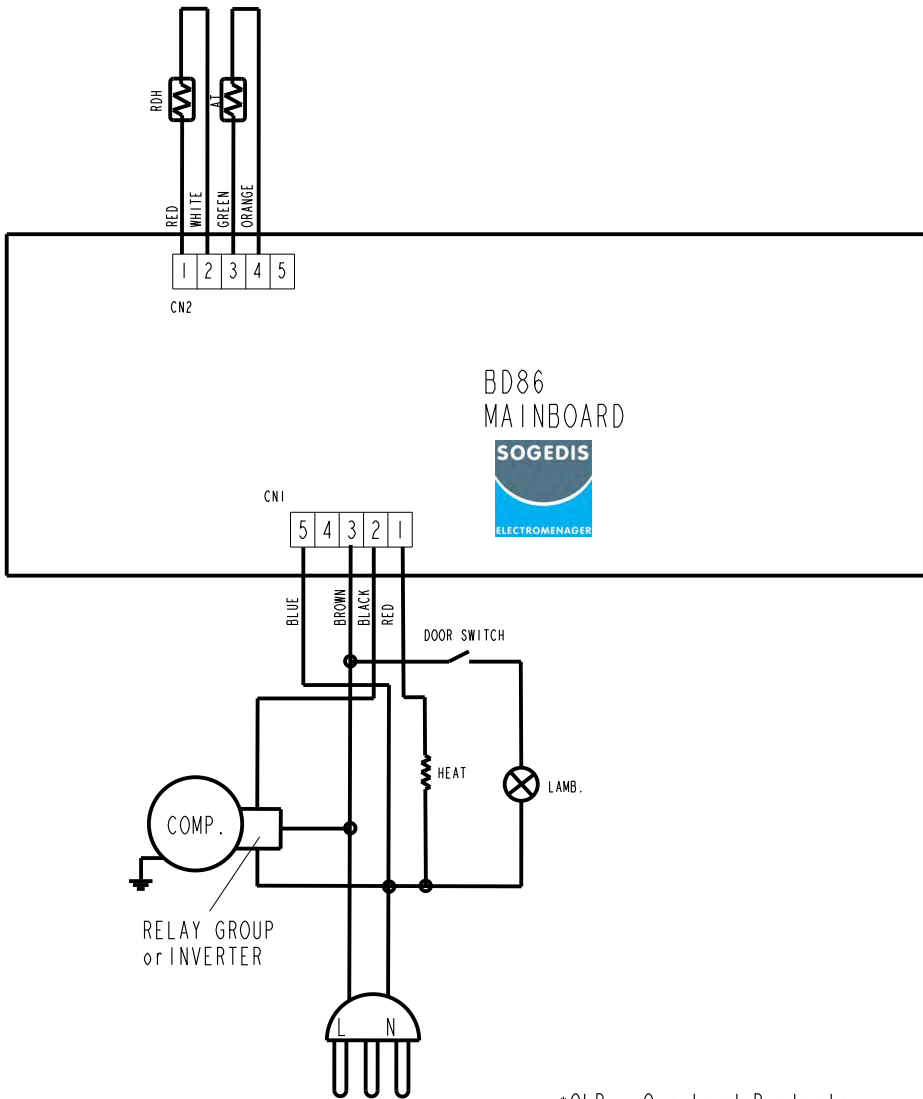 RDH
AT
RED
WHITE
GREEN
ORANGE
1 2 3 4 5
CN2
BD86
MAINBOARD
SOGEDIS
ELECTROMENAGER
CN1
5 4 3 2 1
BLUE
BROWN
BLACK
RED
DOOR SWITCH
HEAT
LAMB.
COMP.
RELAY GROUP
or INVERTER
L N